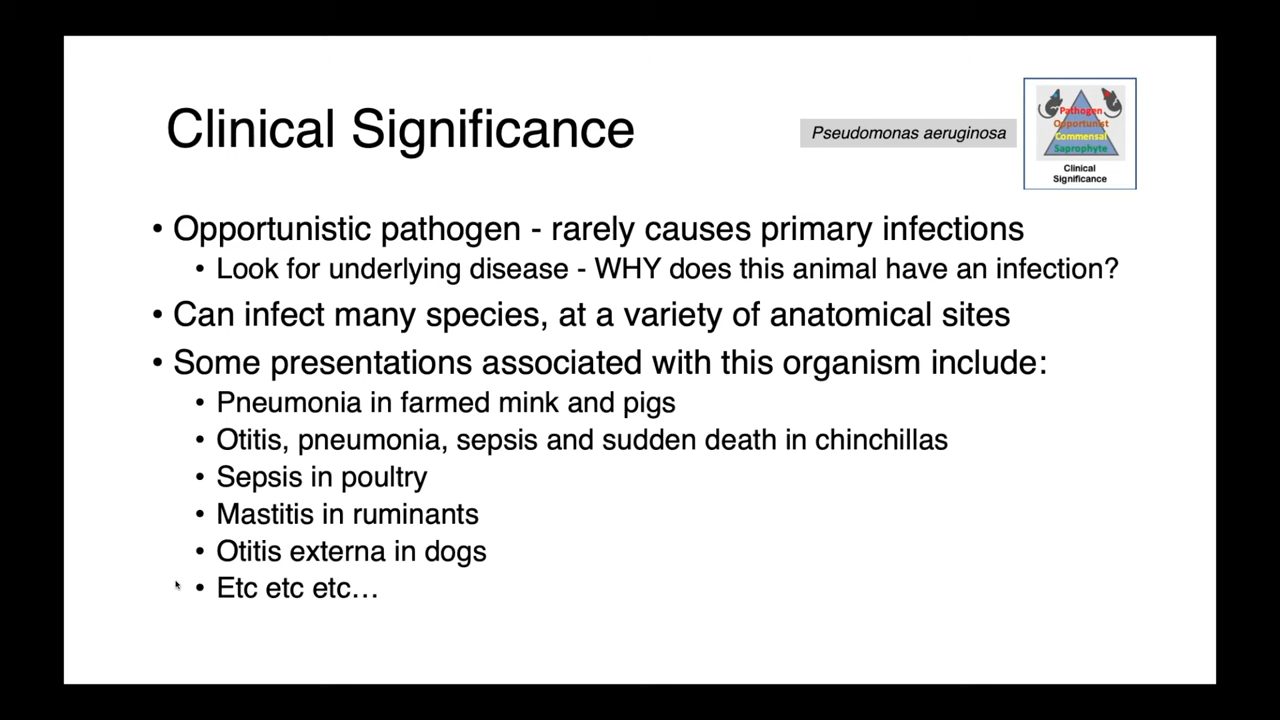 Clinical Significance
Pseudomonas aeruginosa
Pathogen
Opportunist
Commensal
Saprophyte
Clinical
Significance
• Opportunistic pathogen - rarely causes primary infections
• Look for underlying disease - WHY does this animal have an infection?
• Can infect many species, at a variety of anatomical sites
• Some presentations associated with this organism include:
• Pneumonia in farmed mink and pigs
• Otitis, pneumonia, sepsis and sudden death in chinchillas
• Sepsis in poultry
• Mastitis in ruminants
• Otitis externa in dogs
• Etc etc etc…